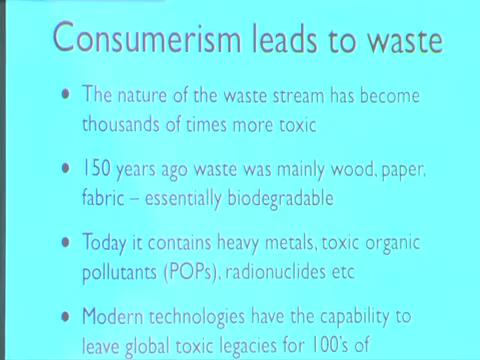 Consumerism leads to waste
• The nature of the waste stream has become
thousands of times more toxic
• 150 years ago waste was mainly wood, paper,
fabric – essentially biodegradable
• Today it contains heavy metals, toxic organic
pollutants (POPs), radionuclides etc
• Modern technologies have the capability to
leave global toxic legacies for 100's of